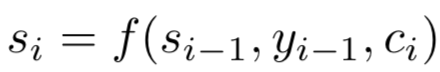 s_i = f(s_{i−1}, y_{i−1}, c_i)